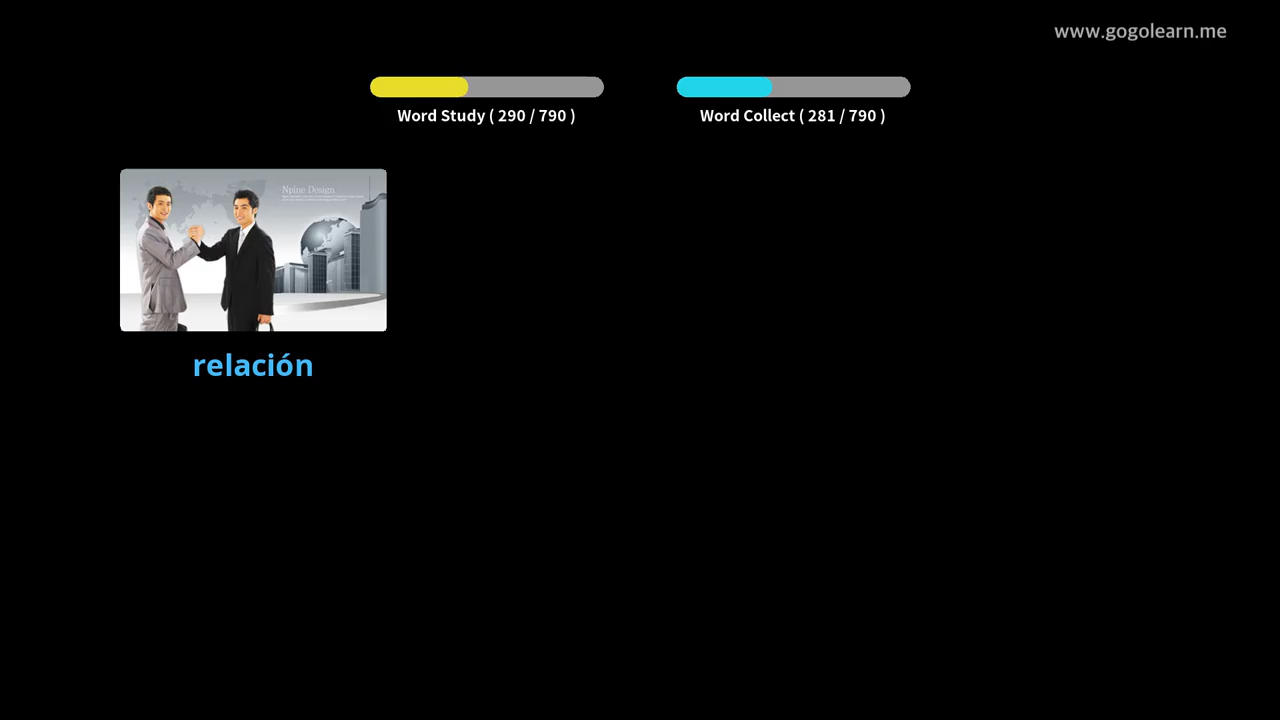 www.gogolearn.me
Word Study ( 290 / 790 )
Word Collect ( 281 / 790 )
Npine Design
relación